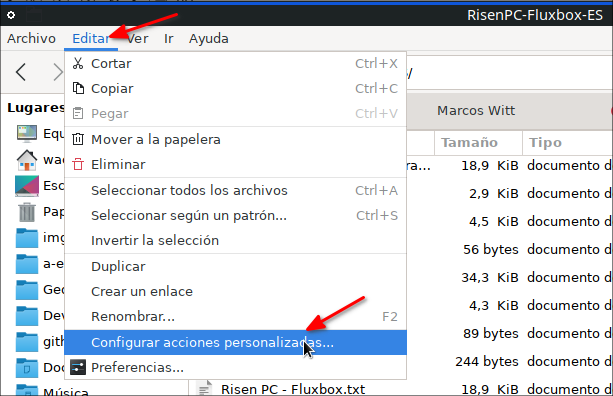 RisenPC-Fluxbox-ES
Archivo Editar Ver Ir Ayuda
Cortar Ctrl+X
Copiar Ctrl+C
Pegar Ctrl+V
Mover a la papelera
Eliminar
Seleccionar todos los archivos Ctrl+A
Seleccionar según un patrón... Ctrl+S
Invertir la selección
Duplicar
Crear un enlace
Renombrar... F2
Configurar acciones personalizadas...
Preferencias...
/
Lugares
Equ
wa
Esc
Pap
img
a-e
Geo
Dev
gith
Doc
Música
Marcos Witt
Tamaño Tipo
ra... 18,9 KiB documento d
2,9 KiB documento d
4,5 KiB documento d
56 bytes documento d
34,3 KiB documento d
4,3 KiB documento d
89 bytes documento d
244 bytes documento d
Risen PC - Fluxbox.txt 18,9 KiB documento d